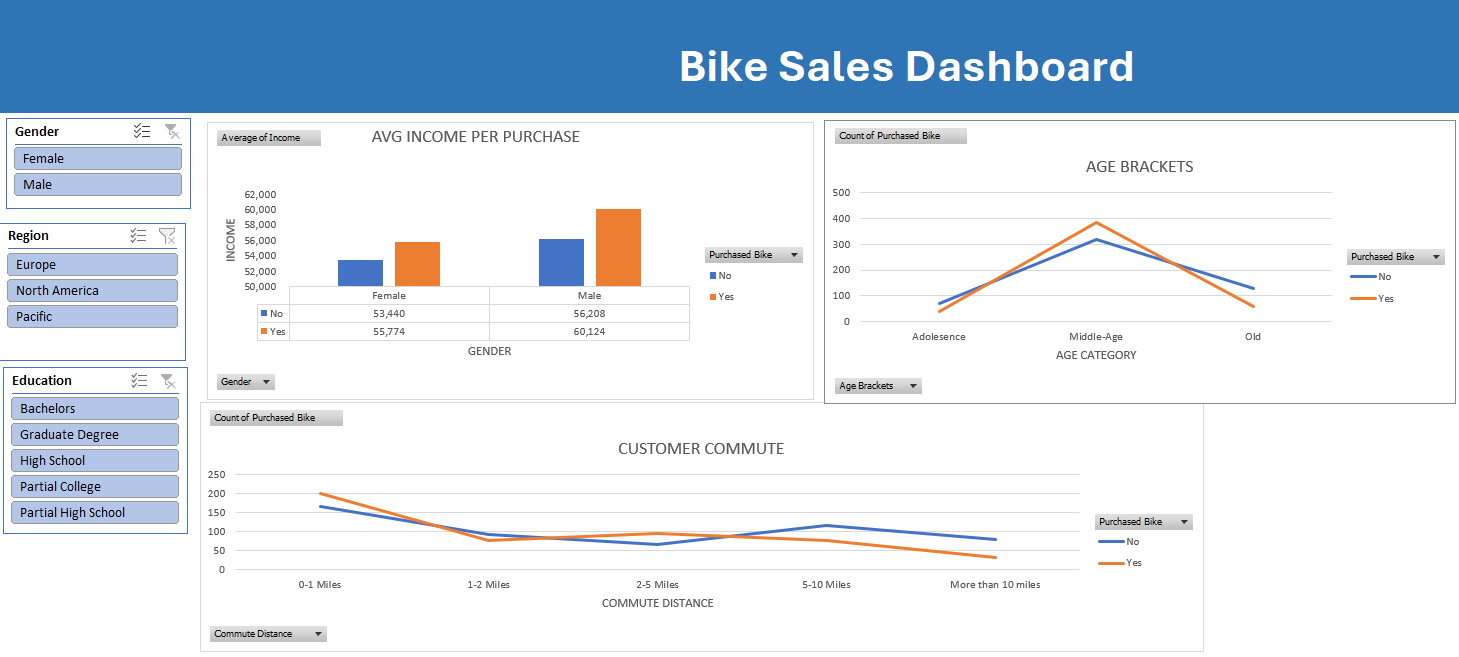 Bike Sales Dashboard
Gender
Female
Male
Region
Europe
North America
Pacific
Education
Bachelors
Graduate Degree
High School
Partial College
Partial High School
Average of Income
AVG INCOME PER PURCHASE
INCOME
62,000
60,000
58,000
56,000
54,000
52,000
50,000
Female Male
No 53,440 56,208
Yes 55,774 60,124
GENDER
Purchased Bike
No
Yes
Gender
Count of Purchased Bike
AGE BRACKETS
500
400
300
200
100
0
Adolesence Middle-Age Old
AGE CATEGORY
Purchased Bike
No
Yes
Age Brackets
Count of Purchased Bike
CUSTOMER COMMUTE
250
200
150
100
50
0
0-1 Miles 1-2 Miles 2-5 Miles 5-10 Miles More than 10 miles
COMMUTE DISTANCE
Purchased Bike
No
Yes
Commute Distance